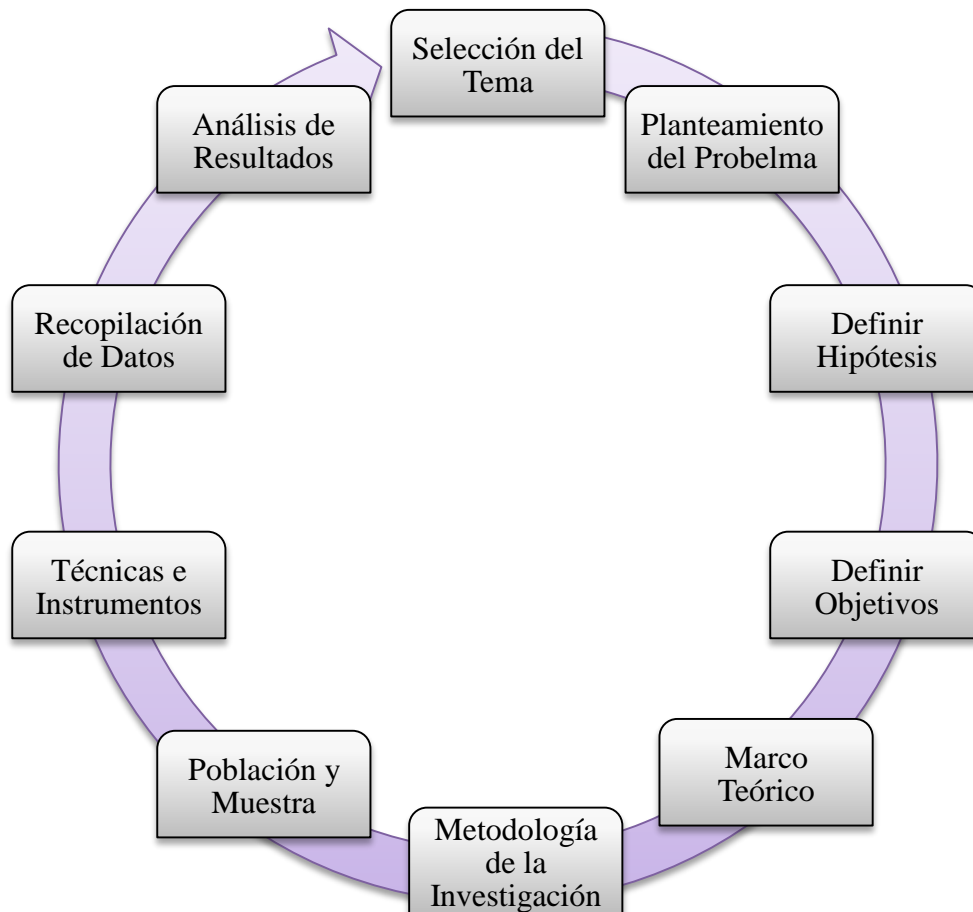 Selección del
Tema
Planteamiento
del Probelma
Definir
Hipótesis
Definir
Objetivos
Marco
Teórico
Metodología
de la
Investigación
Población y
Muestra
Técnicas e
Instrumentos
Recopilación
de Datos
Análisis de
Resultados